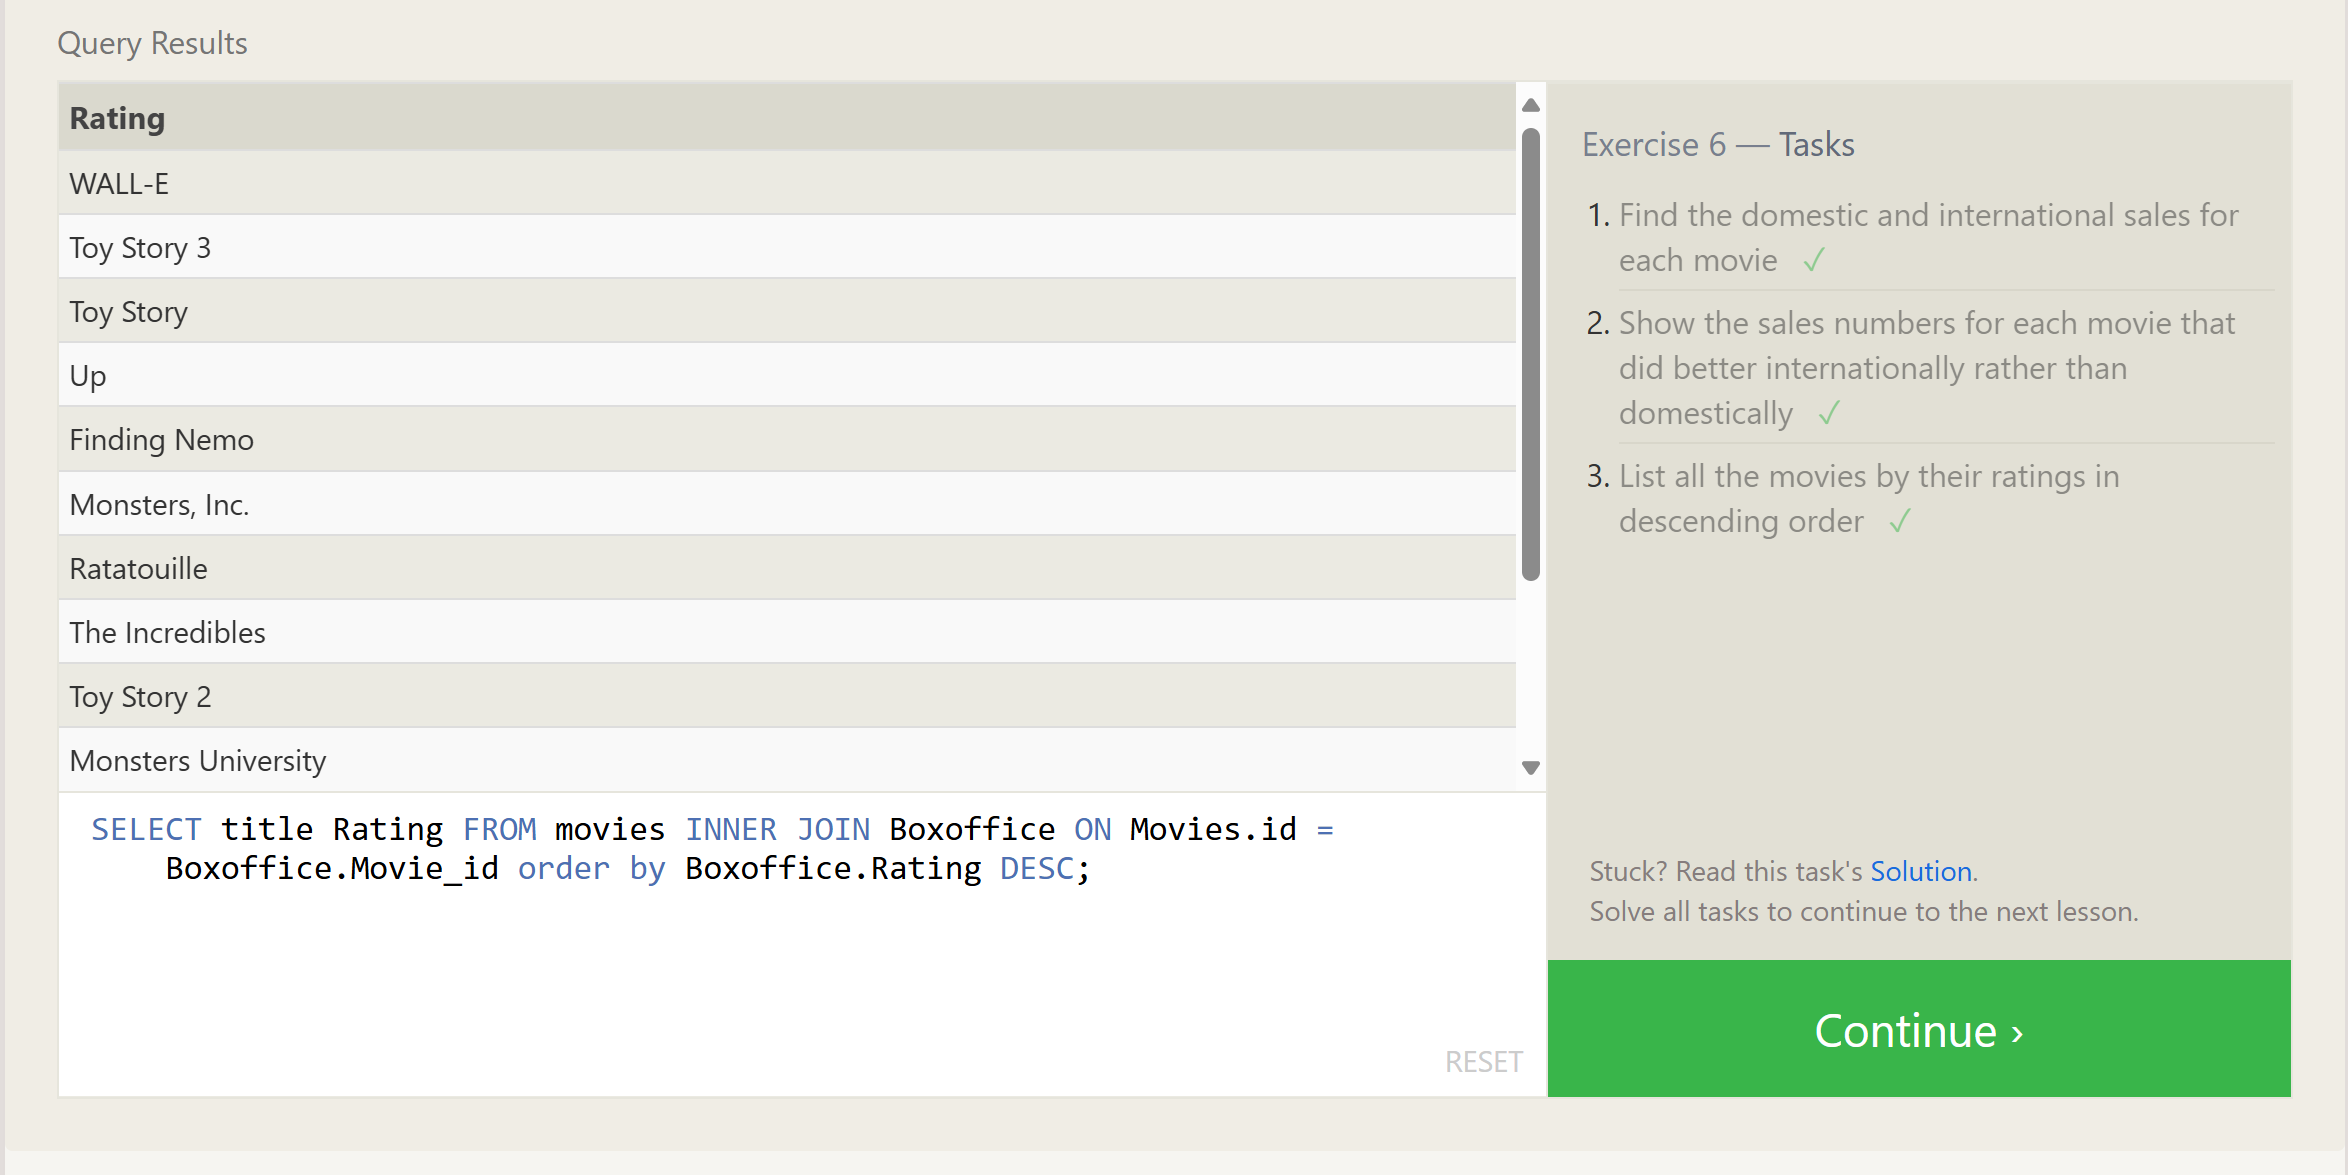 Query Results
Rating
WALL-E
Toy Story 3
Toy Story
Up
Finding Nemo
Monsters, Inc.
Ratatouille
The Incredibles
Toy Story 2
Monsters University
SELECT title Rating FROM movies INNER JOIN Boxoffice ON Movies.id =
Boxoffice.Movie_id order by Boxoffice.Rating DESC;
RESET
Exercise 6 — Tasks
1. Find the domestic and international sales for
each movie ✓
2. Show the sales numbers for each movie that
did better internationally rather than
domestically ✓
3. List all the movies by their ratings in
descending order ✓
Stuck? Read this task's Solution.
Solve all tasks to continue to the next lesson.
Continue ›